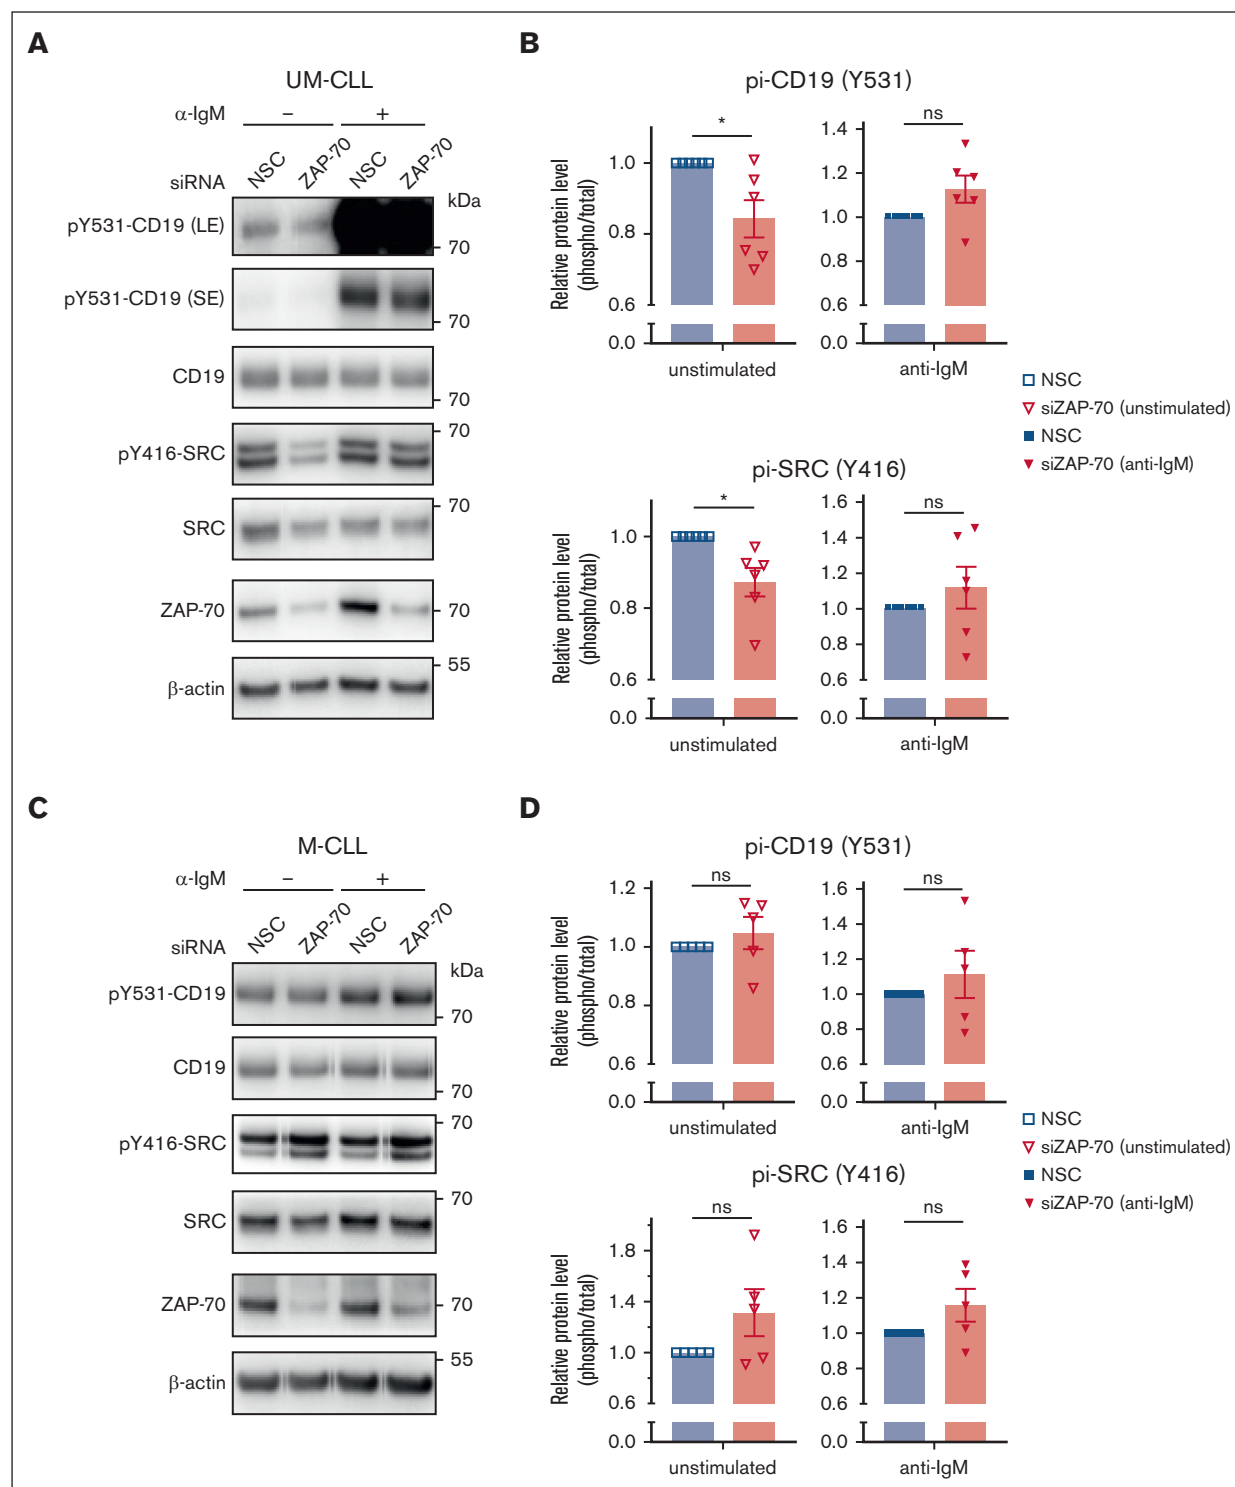 A
UM-CLL
α-IgM – +
siRNA NSC ZAP-70 NSC ZAP-70
kDa
pY531-CD19 (LE)
70
pY531-CD19 (SE)
70
CD19
70
pY416-SRC
70
SRC
70
ZAP-70
70
β-actin
55
B
pi-CD19 (Y531)
Relative protein level
(phospho/total)
1.0
0.8
0.6
0.0
*
unstimulated
1.4
1.2
1.0
0.8
0.6
0.0
ns
anti-IgM
NSC
siZAP-70 (unstimulated)
NSC
siZAP-70 (anti-IgM)
pi-SRC (Y416)
Relative protein level
(phospho/total)
1.0
0.8
0.6
0.0
*
unstimulated
1.6
1.4
1.2
1.0
0.8
0.6
0.0
ns
anti-IgM
C
M-CLL
α-IgM – +
siRNA NSC ZAP-70 NSC ZAP-70
kDa
pY531-CD19
70
CD19
70
pY416-SRC
70
SRC
70
ZAP-70
70
β-actin
55
D
pi-CD19 (Y531)
Relative protein level
(phospho/total)
1.2
1.0
0.8
0.6
0.0
ns
unstimulated
1.6
1.4
1.2
1.0
0.8
0.6
0.0
ns
anti-IgM
NSC
siZAP-70 (unstimulated)
NSC
siZAP-70 (anti-IgM)
pi-SRC (Y416)
Relative protein level
(phospho/total)
1.8
1.4
1.0
0.6
0.0
ns
unstimulated
1.6
1.4
1.2
1.0
0.8
0.6
0.0
ns
anti-IgM